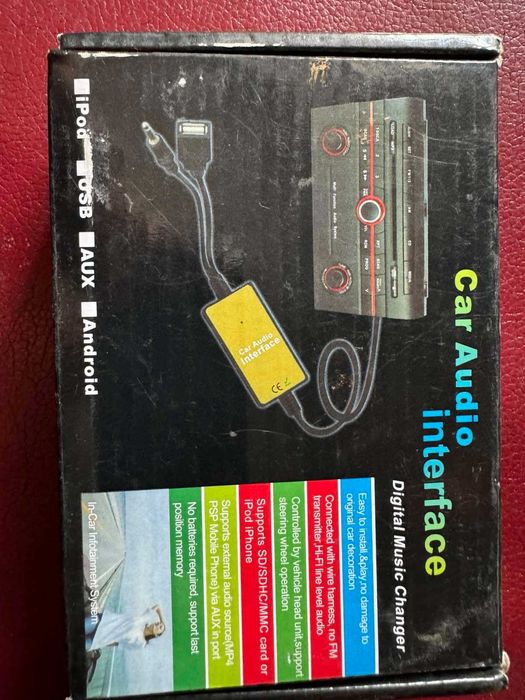 Car Audio
interface
Digital Music Changer
Car Audio
Interface
CE
Easy to install &play,no damage to
original car decoration
Connected with wire harness, no FM
transmitter,Hi-Fi line level audio
Controlled by vehicle head unit,support
steering wheel operation
Supports SD/SDHC/MMC card or
iPod iPhone
Supports external audio source(MP4
PSP Mobile Phone) via AUX in port
No batteries required, support last
position memory
iPod USB AUX Android
In-Car Infotainment System